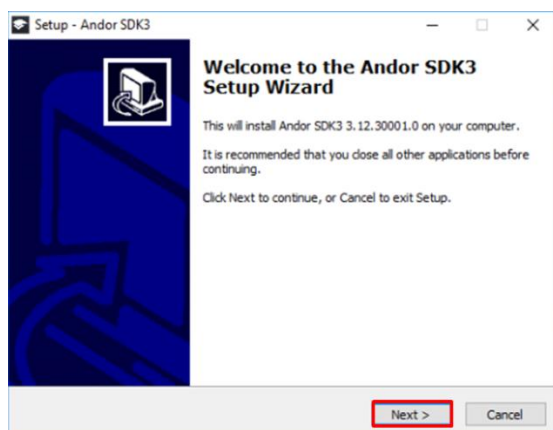 Setup - Andor SDK3
Welcome to the Andor SDK3
Setup Wizard
This will install Andor SDK3 3.12.30001.0 on your computer.
It is recommended that you close all other applications before
continuing.
Click Next to continue, or Cancel to exit Setup.
Next >
Cancel